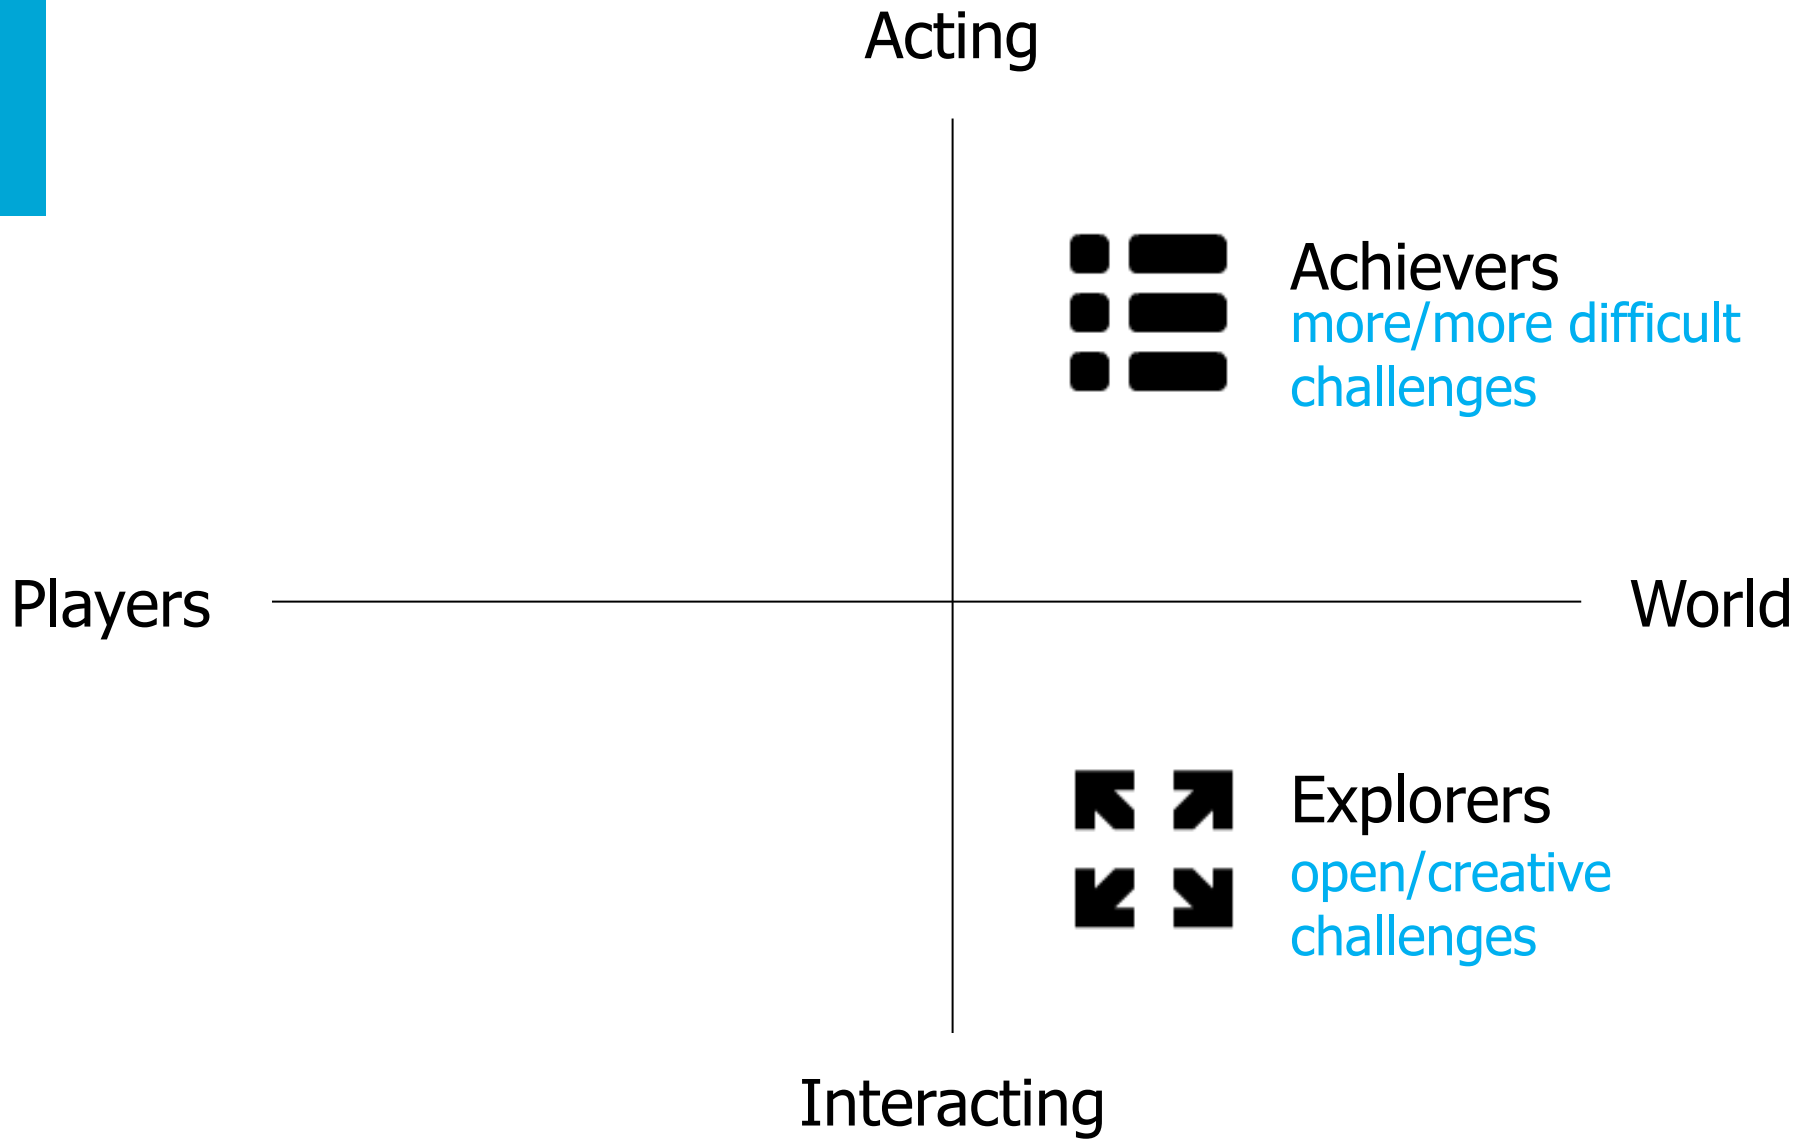 Acting
Achievers
more/more difficult
challenges
Players
World
Explorers
open/creative
challenges
Interacting